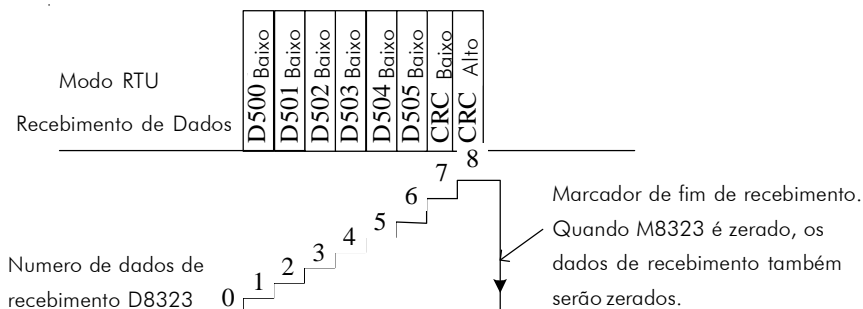 D500 Baixo
D501 Baixo
D502 Baixo
D503 Baixo
D504 Baixo
D505 Baixo
CRC Baixo
CRC Alto
Modo RTU
Recebimento de Dados
8
7
6
5
4
3
2
1
0
Marcador de fim de recebimento.
Quando M8323 é zerado, os
dados de recebimento também
serão zerados.
Numero de dados de
recebimento D8323